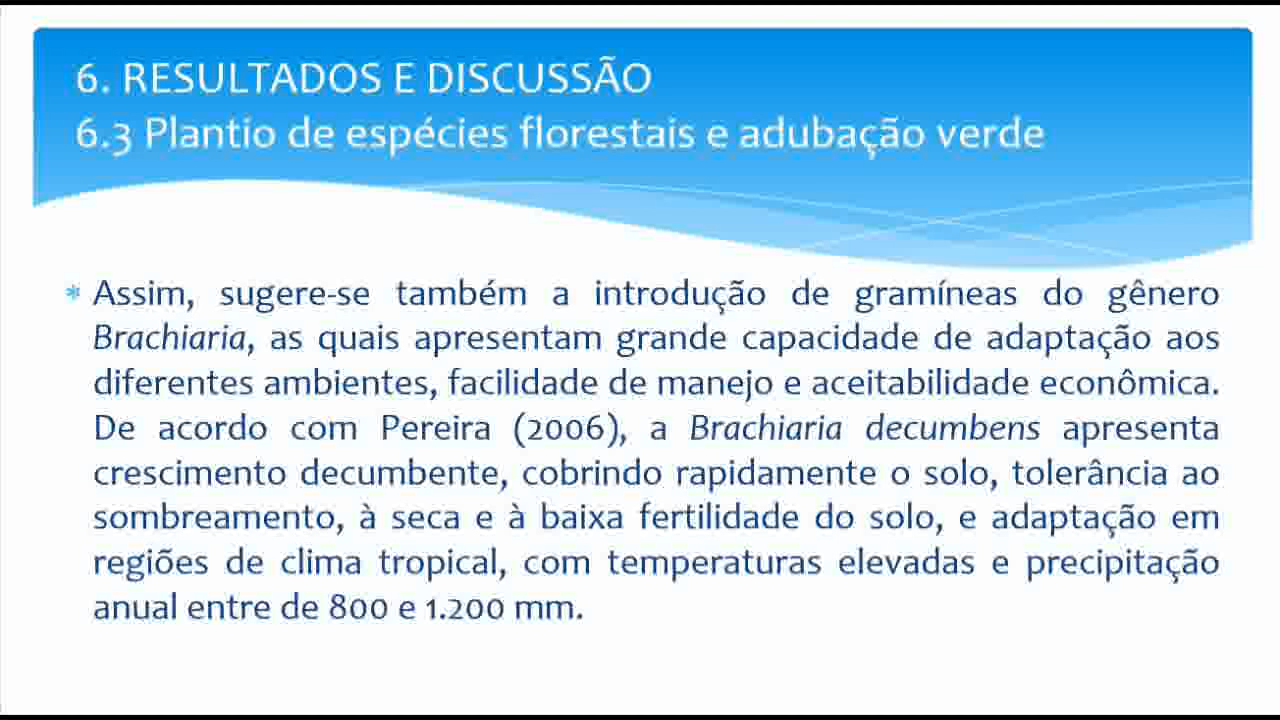 6. RESULTADOS E DISCUSSÃO
6.3 Plantio de espécies florestais e adubação verde
Assim, sugere-se também a introdução de gramíneas do gênero
Brachiaria, as quais apresentam grande capacidade de adaptação aos
diferentes ambientes, facilidade de manejo e aceitabilidade econômica.
De acordo com Pereira (2006), a Brachiaria decumbens apresenta
crescimento decumbente, cobrindo rapidamente o solo, tolerância ao
sombreamento, à seca e à baixa fertilidade do solo, e adaptação em
regiões de clima tropical, com temperaturas elevadas e precipitação
anual entre de 800 e 1.200 mm.